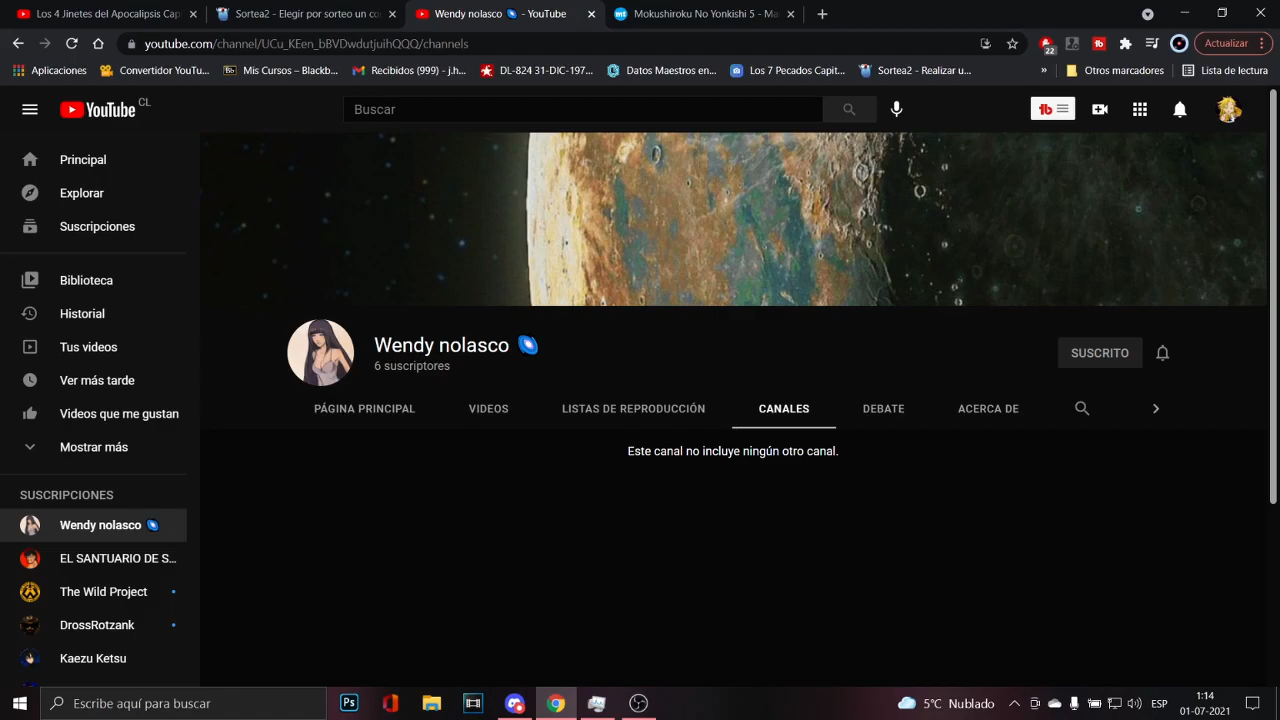 Los 4 Jinetes del Apocalipsis Cap
Sortea2 - Elegir por sorteo un co
Wendy nolasco - YouTube
Mokushiroku No Yonkishi 5 - Ma
youtube.com/channel/UCu_KEen_bBVDwdutJuihQQQ/channels
22
Actualizar
Aplicaciones
Convertidor YouTu...
Bb Mis Cursos – Blackb...
Recibidos (999) - j.h...
DL-824 31-DIC-197...
Datos Maestros en...
Los 7 Pecados Capit...
Sortea2 - Realizar u...
»
Otros marcadores
Lista de lectura
YouTube CL
Buscar
Principal
Explorar
Suscripciones
Biblioteca
Historial
Tus videos
Ver más tarde
Videos que me gustan
Mostrar más
SUSCRIPCIONES
Wendy nolasco
EL SANTUARIO DE S...
The Wild Project
DrossRotzank
Kaezu Ketsu
Wendy nolasco
6 suscriptores
SUSCRITO
PÁGINA PRINCIPAL
VIDEOS
LISTAS DE REPRODUCCIÓN
CANALES
DEBATE
ACERCA DE
Este canal no incluye ningún otro canal.
Escribe aquí para buscar
Ps
5°C Nublado
ESP
1:14
01-07-2021